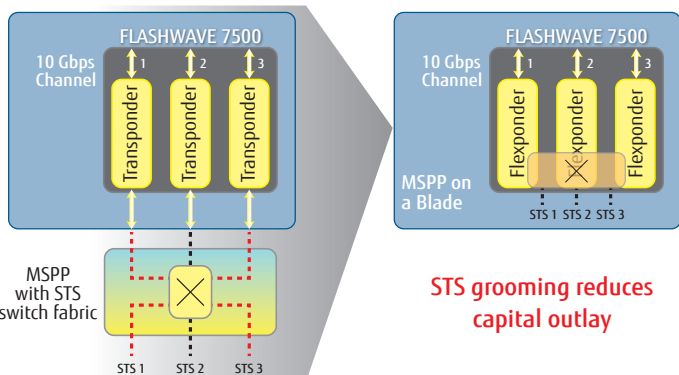 FLASHWAVE 7500
10 Gbps
Channel
1
2
3
Transponder
Transponder
Transponder
MSPP
with STS
switch fabric
STS 1
STS 2
STS 3
FLASHWAVE 7500
10 Gbps
Channel
1
2
3
Flexponder
Flexponder
Flexponder
MSPP on
a Blade
STS 1
STS 2
STS 3
STS grooming reduces
capital outlay